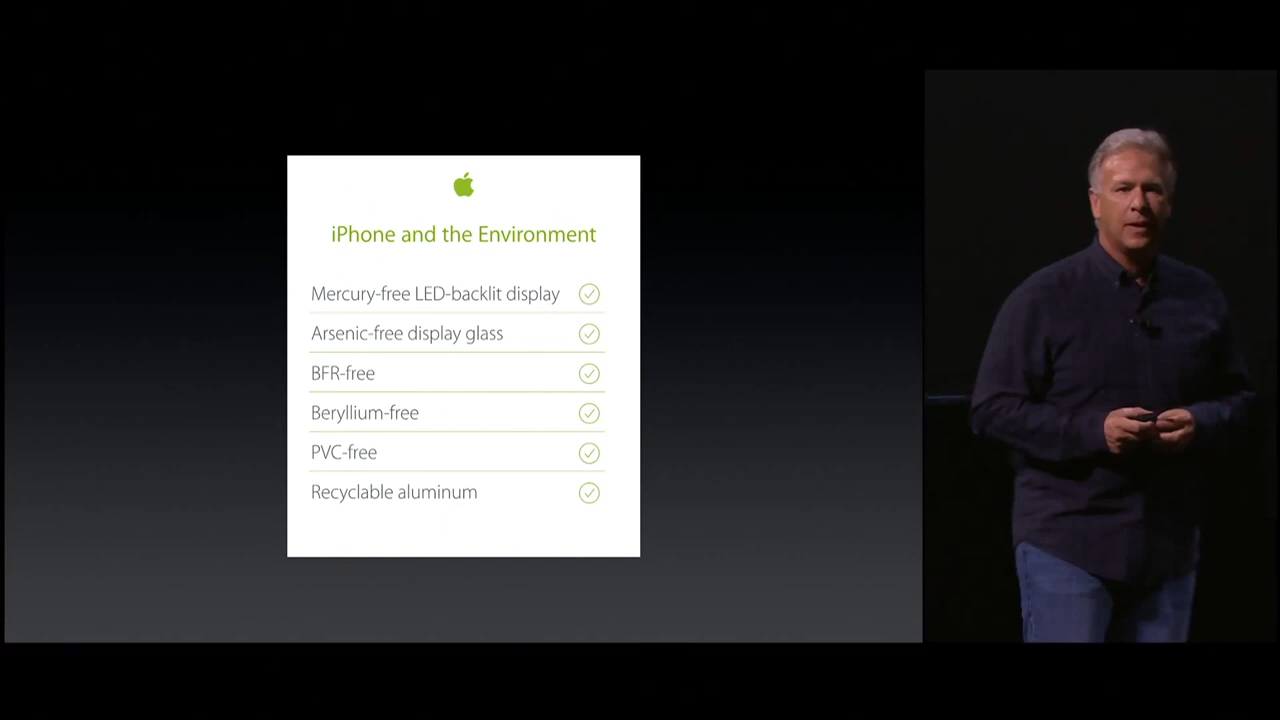 iPhone and the Environment
Mercury-free LED-backlit display
Arsenic-free display glass
BFR-free
Beryllium-free
PVC-free
Recyclable aluminum